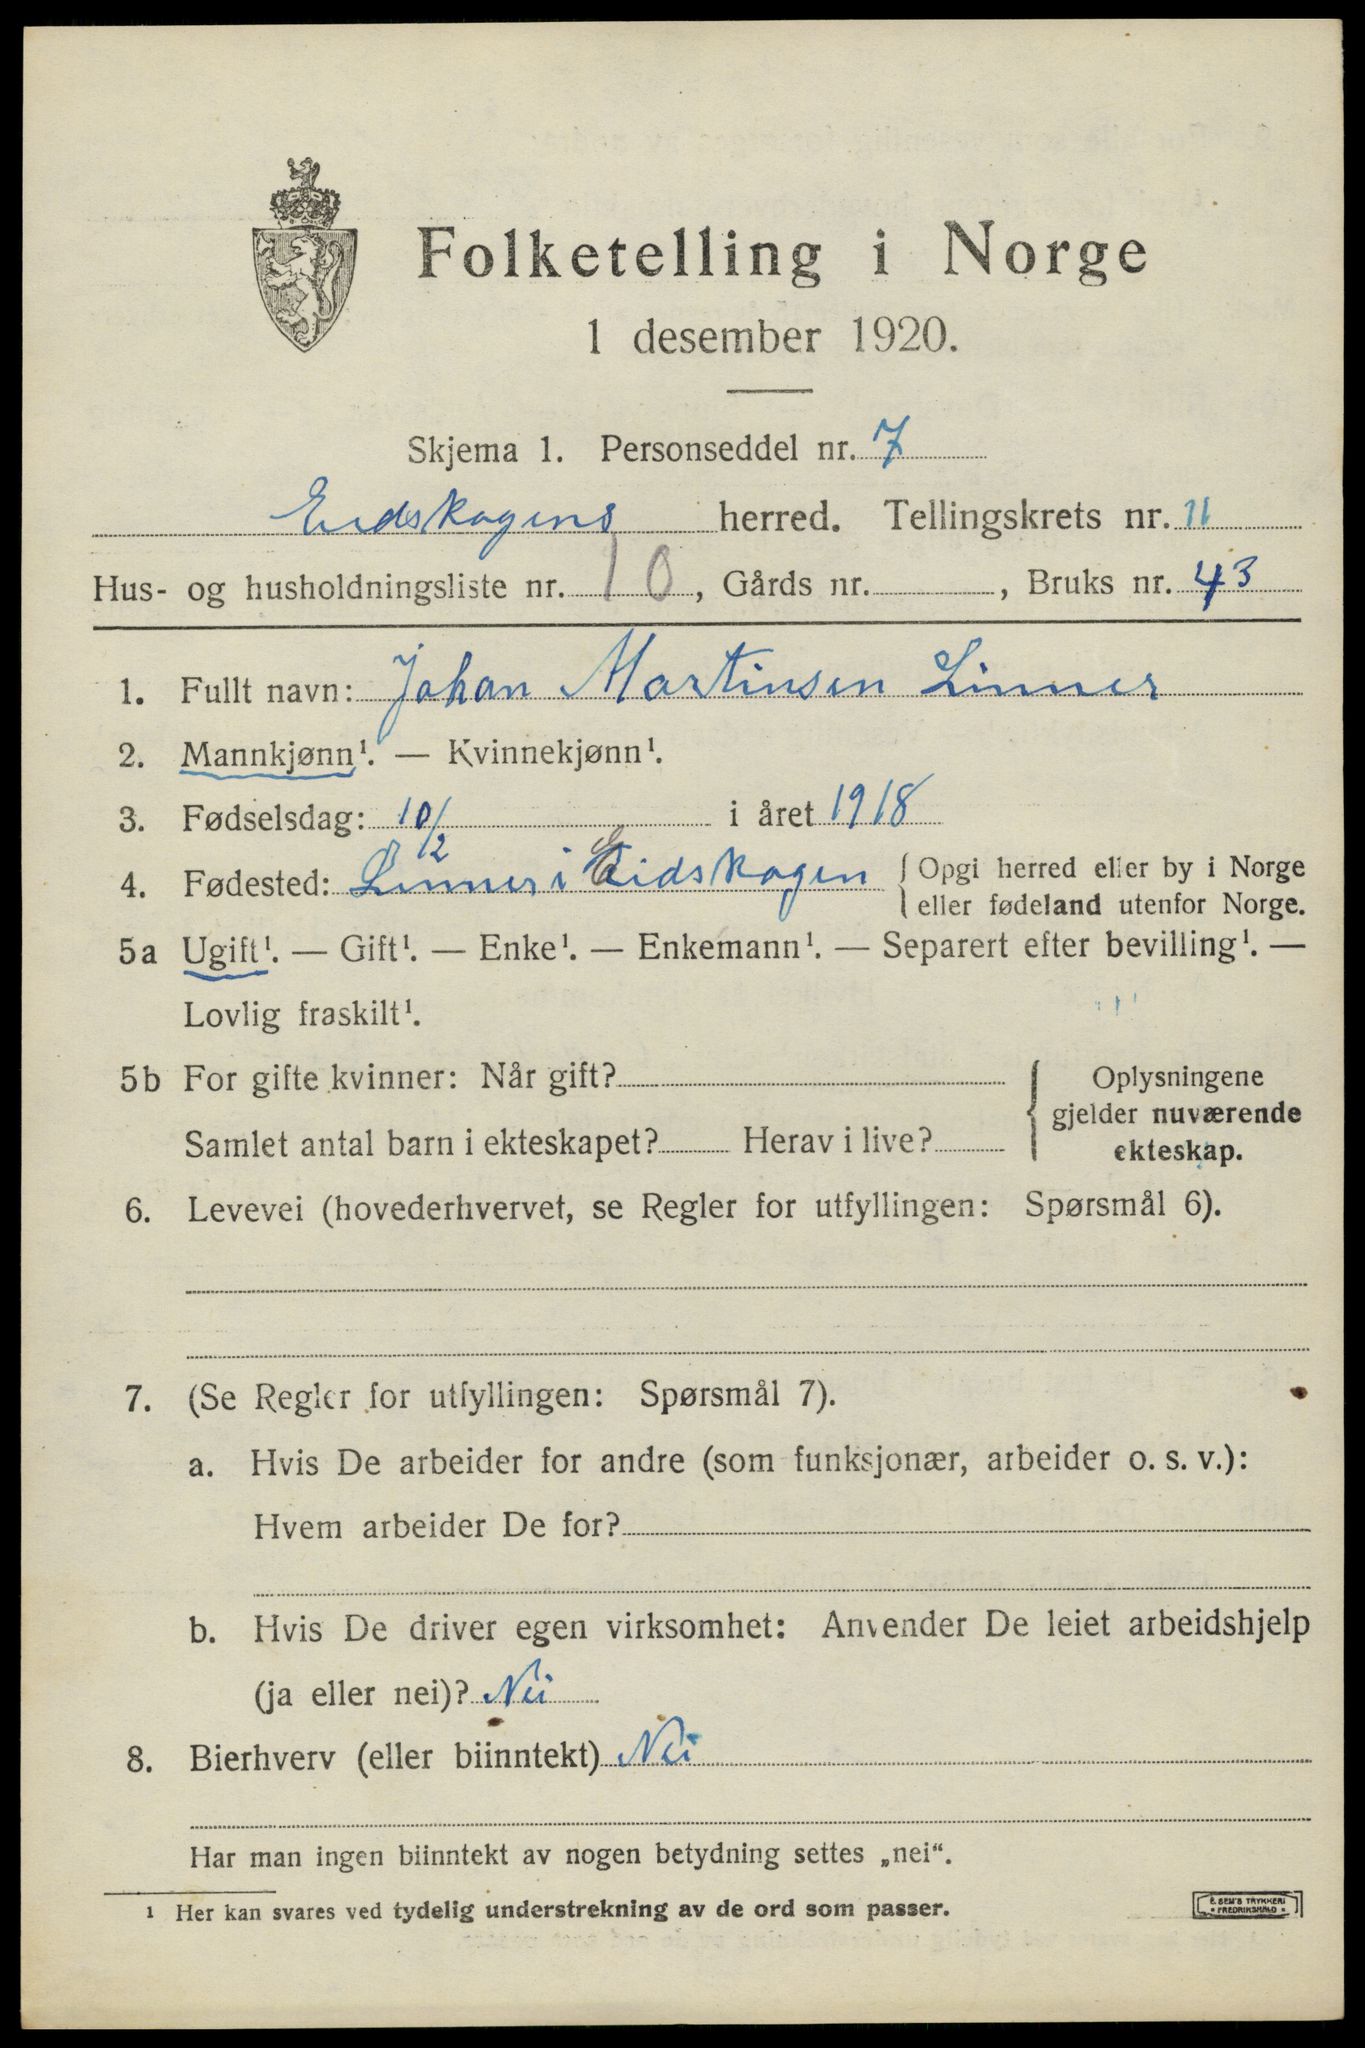 Folketelling i Norge
1 desember 1920.
Skjema 1. Personseddel nr. 7
Eidskogens herred. Tellingskrets nr. 11
Hus- og husholdningsliste nr. 10, Gårds nr. , Bruks nr. 43
1. Fullt navn: Johan Martinsen Linner
2. Mannkjønn¹. — Kvinnekjønn¹.
3. Fødselsdag: 10/12 i året 1918
4. Fødested: Linner i Eidskogen { Opgi herred eller by i Norge
eller fødeland utenfor Norge.
5a Ugift¹. — Gift¹. — Enke¹. — Enkemann¹. — Separert efter bevilling¹. —
Lovlig fraskilt¹.
5b For gifte kvinner: Når gift? { Oplysningene
gjelder nuværende
Samlet antal barn i ekteskapet? Herav i live? ekteskap.
6. Levevei (hovederhvervet, se Regler for utfyllingen: Spørsmål 6).
7. (Se Regler for utfyllingen: Spørsmål 7).
a. Hvis De arbeider for andre (som funksjonær, arbeider o. s. v.):
Hvem arbeider De for?
b. Hvis De driver egen virksomhet: Anvender De leiet arbeidshjelp
(ja eller nei)? Nei
8. Bierhverv (eller biinntekt) Nei
Har man ingen biinntekt av nogen betydning settes „nei“.
¹ Her kan svares ved tydelig understrekning av de ord som passer.
E. SEM'S TRYKKERI
FREDRIKSHALD